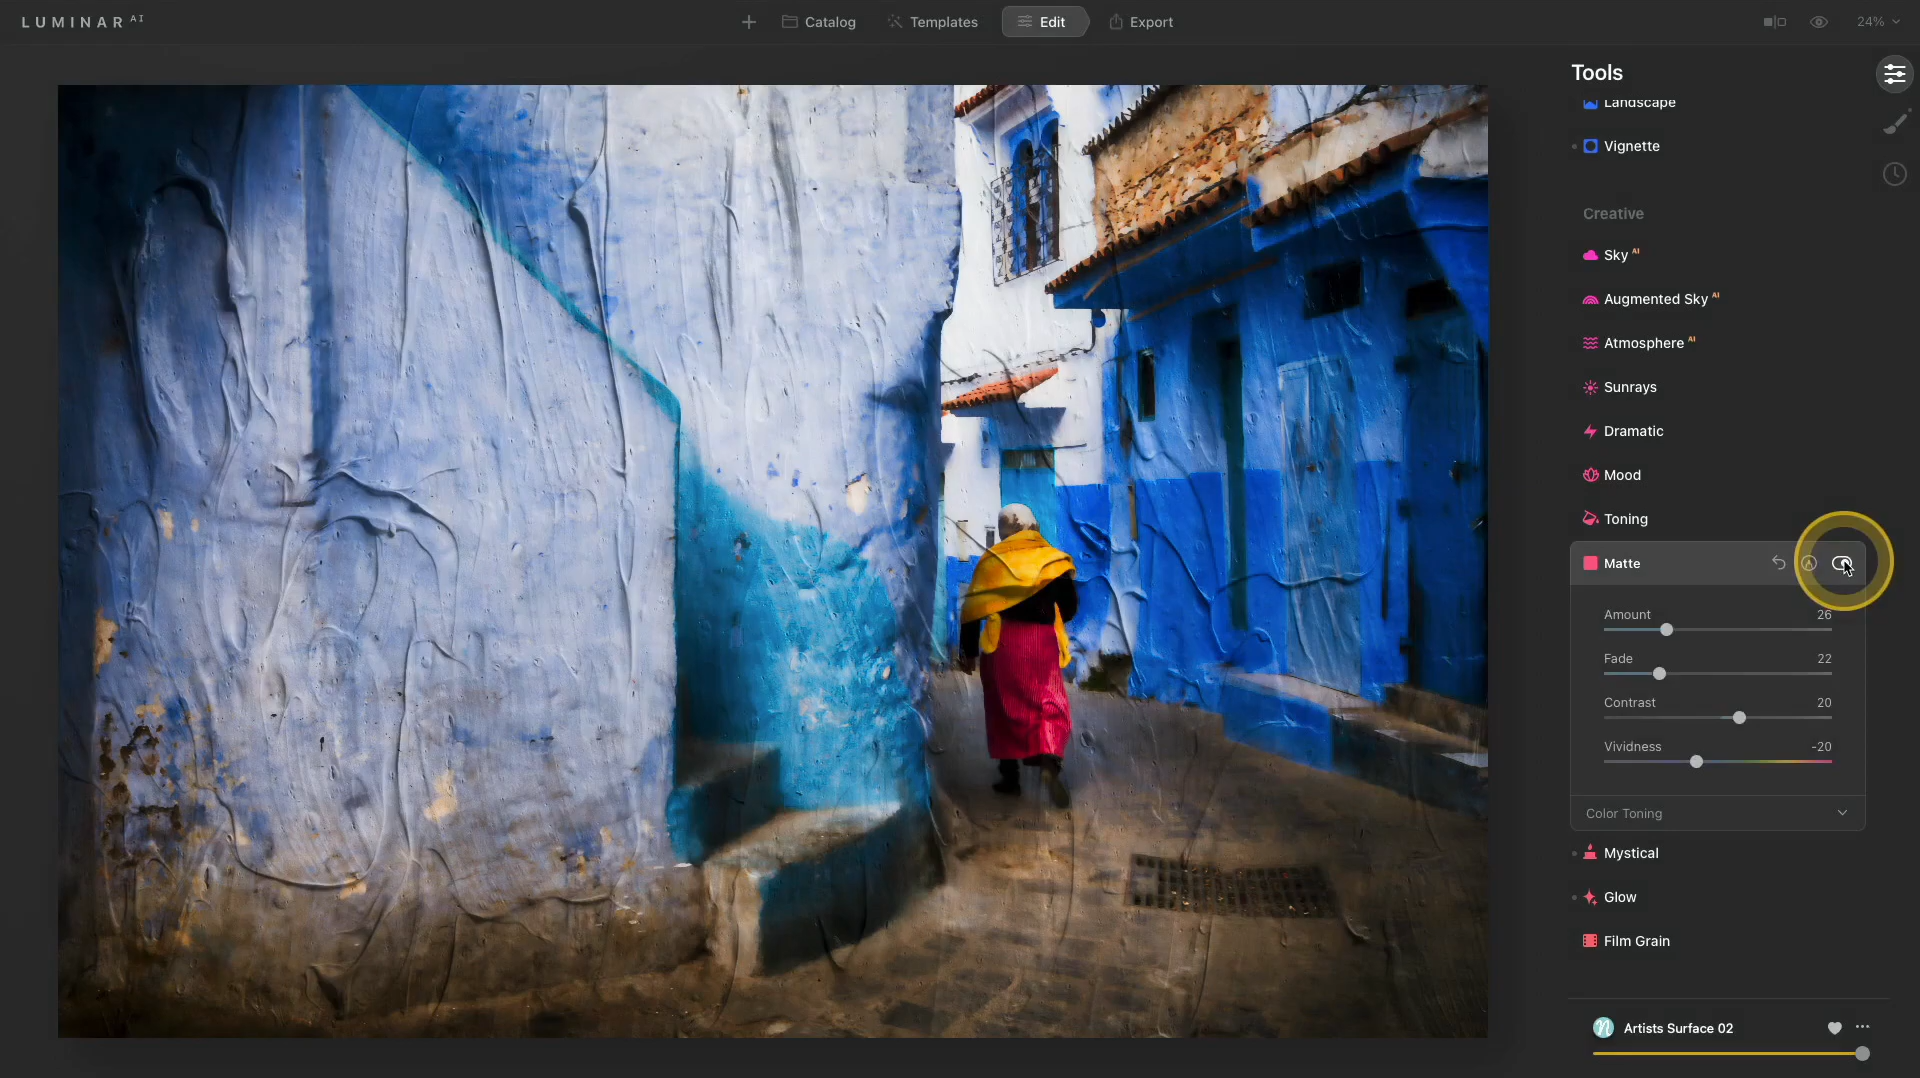 LUMINAR AI
Catalog
Templates
Edit
Export
24%
Tools
Landscape
Vignette
Creative
Sky AI
Augmented Sky AI
Atmosphere AI
Sunrays
Dramatic
Mood
Toning
Matte
Amount 26
Fade 22
Contrast 20
Vividness -20
Color Toning
Mystical
Glow
Film Grain
Artists Surface 02